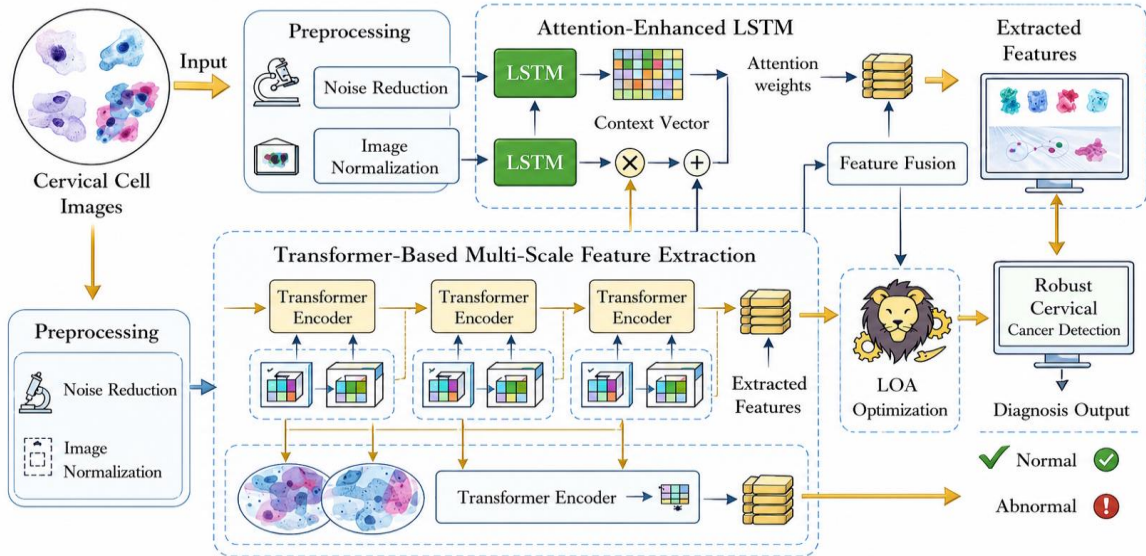 Input
Cervical Cell
Images
Preprocessing
Noise Reduction
Image
Normalization
Attention-Enhanced LSTM
LSTM
LSTM
Context Vector
Attention
weights
Feature Fusion
Extracted
Features
Preprocessing
Noise Reduction
Image
Normalization
Transformer-Based Multi-Scale Feature Extraction
Transformer
Encoder
Transformer
Encoder
Transformer
Encoder
Extracted
Features
Transformer Encoder
LOA
Optimization
Robust
Cervical
Cancer Detection
Diagnosis Output
Normal
Abnormal